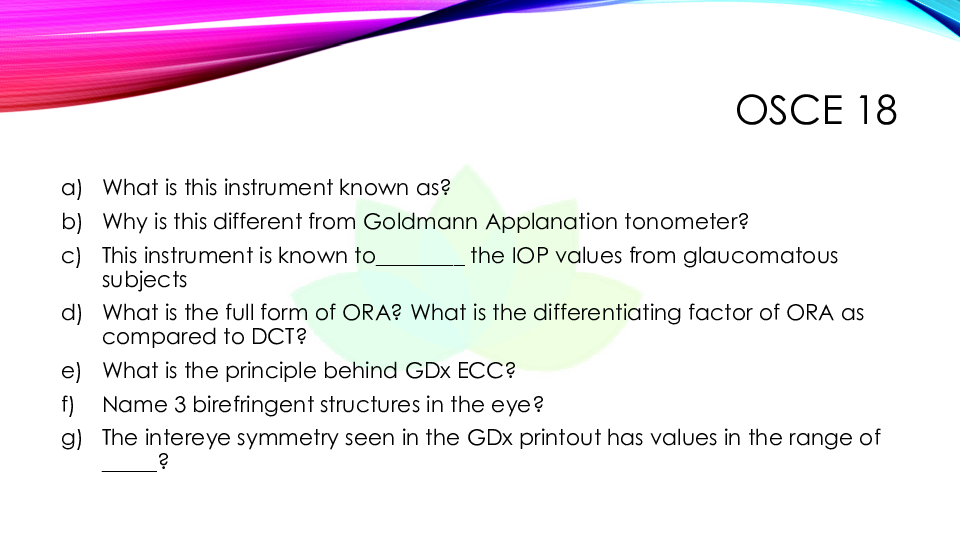 OSCE 18
a) What is this instrument known as?
b) Why is this different from Goldmann Applanation tonometer?
c) This instrument is known to________ the IOP values from glaucomatous
subjects
d) What is the full form of ORA? What is the differentiating factor of ORA as
compared to DCT?
e) What is the principle behind GDx ECC?
f) Name 3 birefringent structures in the eye?
g) The intereye symmetry seen in the GDx printout has values in the range of
_____?